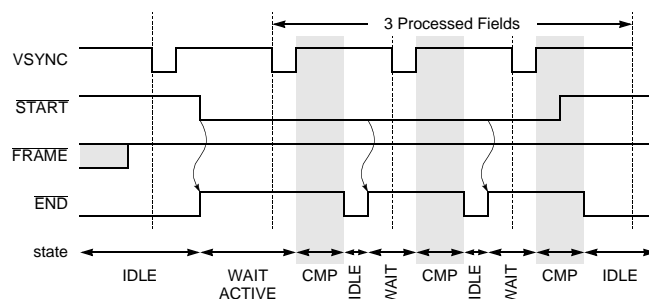 3 Processed Fields
VSYNC
START
FRAME
END
state
IDLE
WAIT
ACTIVE
CMP
IDLE
WAIT
CMP
IDLE
WAIT
CMP
IDLE